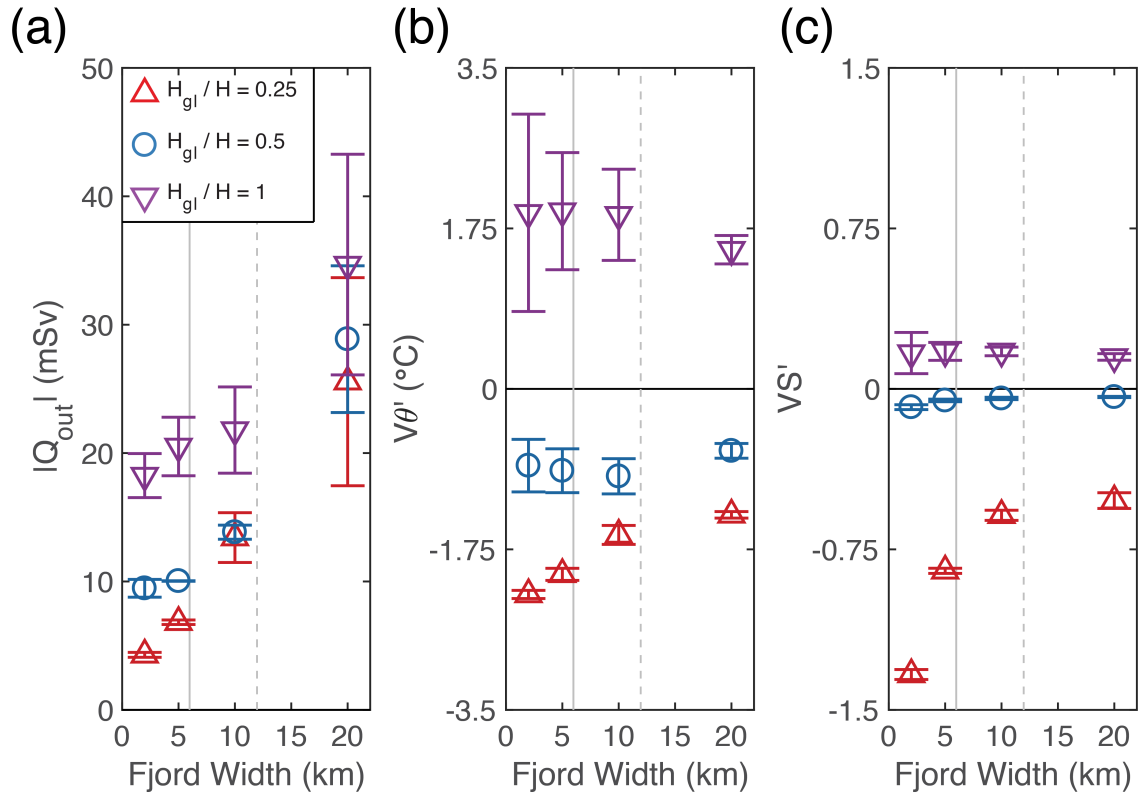 (a) (b) (c)
H_gl / H = 0.25
H_gl / H = 0.5
H_gl / H = 1
|Q_out| (mSv)
50
40
30
20
10
0
0 5 10 15 20
Fjord Width (km)
∇θ' (°C)
3.5
1.75
0
-1.75
-3.5
0 5 10 15 20
Fjord Width (km)
∇S'
1.5
0.75
0
-0.75
-1.5
0 5 10 15 20
Fjord Width (km)